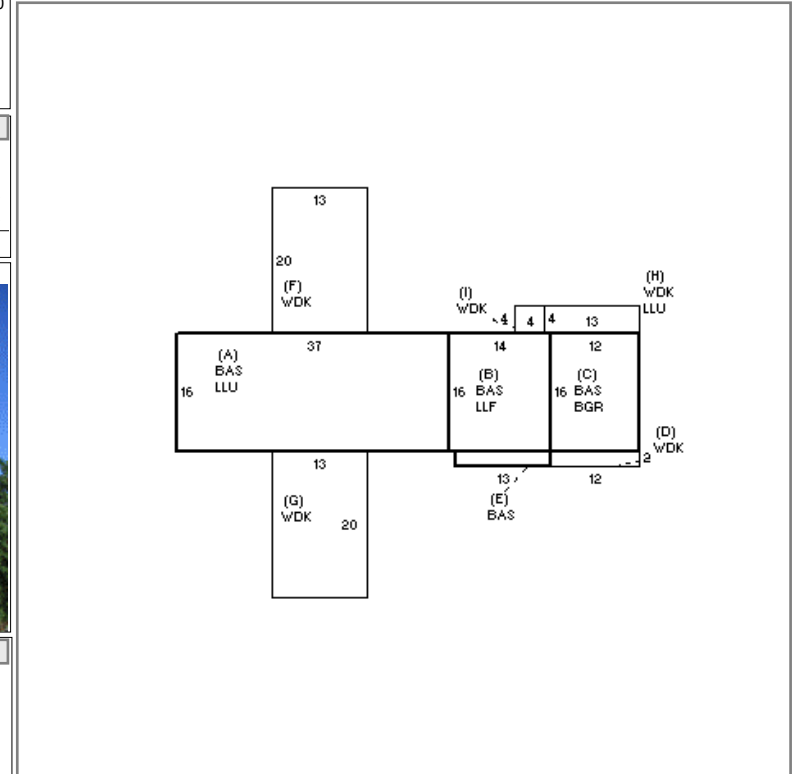 13
20
(F)
WDK
(I)
WDK
4
4
4
13
(H)
WDK
LLU
37
14
12
(A)
BAS
LLU
16
16
(B)
BAS
LLF
16
(C)
BAS
BGR
(D)
WDK
2
13
13
12
(E)
BAS
(G)
WDK
20